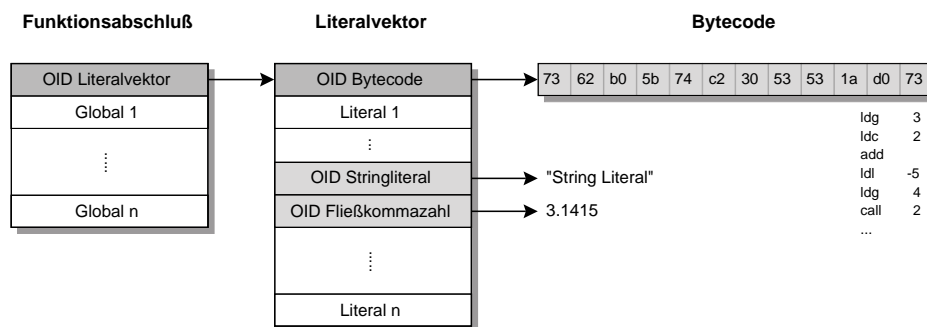 Funktionsabschluß
Literalvektor
Bytecode
OID Literalvektor
Global 1
Global n
OID Bytecode
Literal 1
OID Stringliteral
OID Fließkommazahl
Literal n
73 62 b0 5b 74 c2 30 53 53 1a d0 73
"String Literal"
3.1415
ldg 3
ldc 2
add
ldl -5
ldg 4
call 2
...